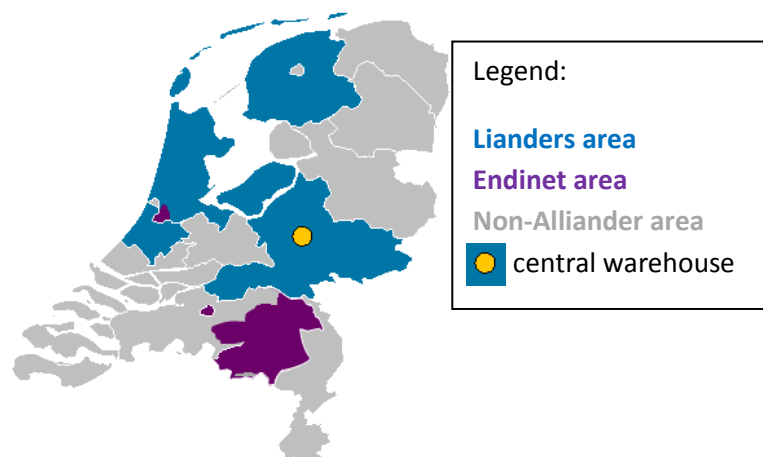 Legend:
Lianders area
Endinet area
Non-Alliander area
central warehouse